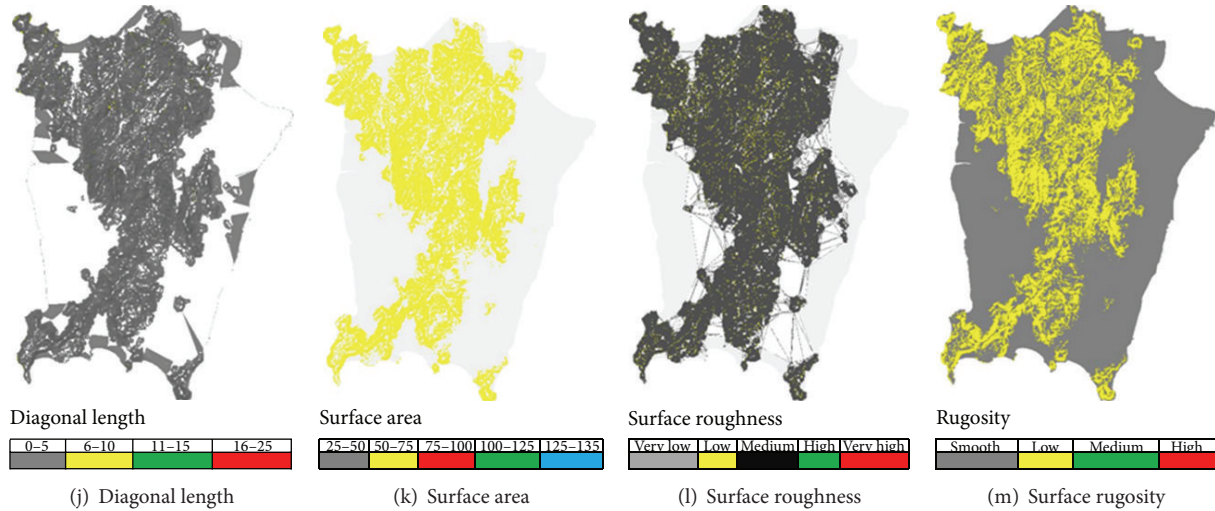 Diagonal length
0–5 6–10 11–15 16–25
(j) Diagonal length
Surface area
25–50 50–75 75–100 100–125 125–135
(k) Surface area
Surface roughness
Very low Low Medium High Very high
(l) Surface roughness
Rugosity
Smooth Low Medium High
(m) Surface rugosity